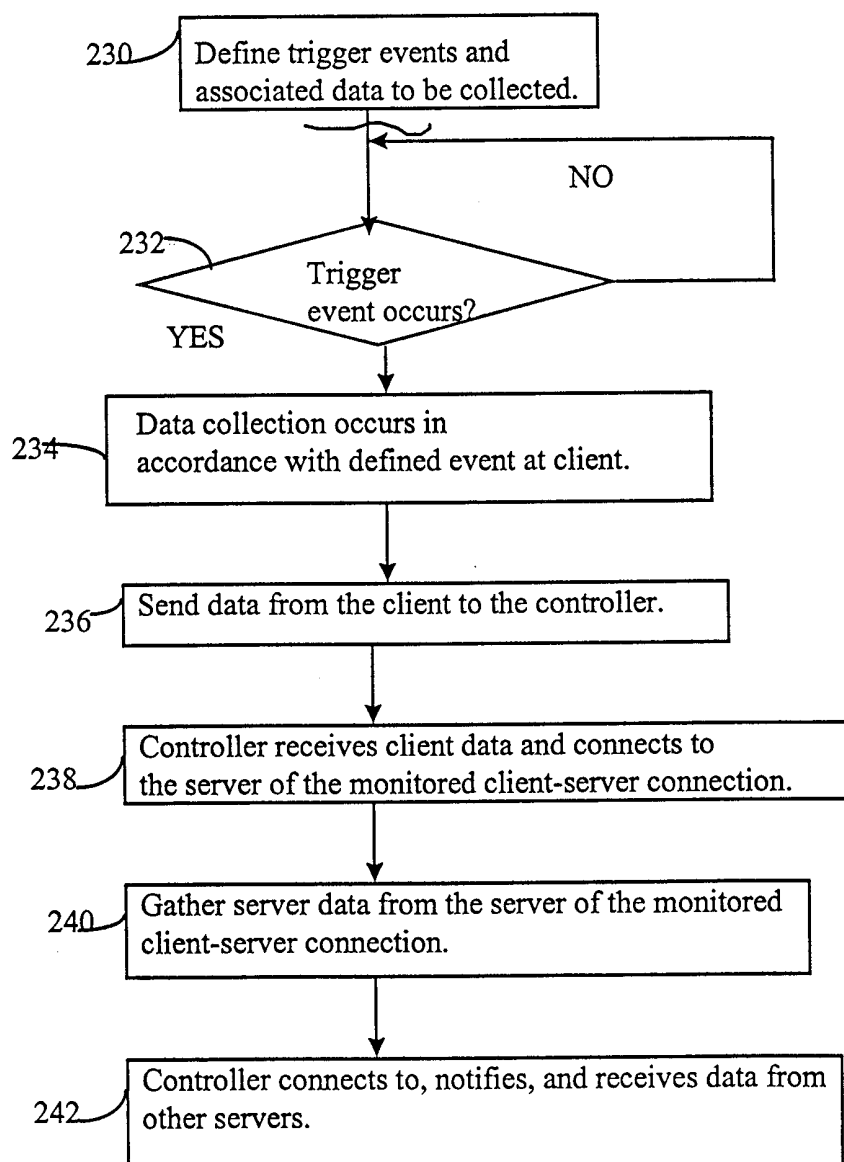 230
Define trigger events and
associated data to be collected.
NO
232
Trigger
event occurs?
YES
234
Data collection occurs in
accordance with defined event at client.
236
Send data from the client to the controller.
238
Controller receives client data and connects to
the server of the monitored client-server connection.
240
Gather server data from the server of the monitored
client-server connection.
242
Controller connects to, notifies, and receives data from
other servers.